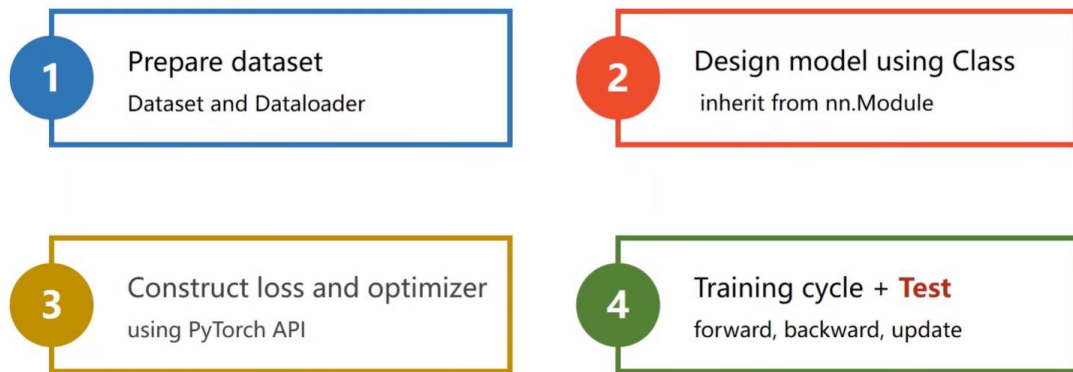 1
Prepare dataset
Dataset and Dataloader
2
Design model using Class
inherit from nn.Module
3
Construct loss and optimizer
using PyTorch API
4
Training cycle + Test
forward, backward, update